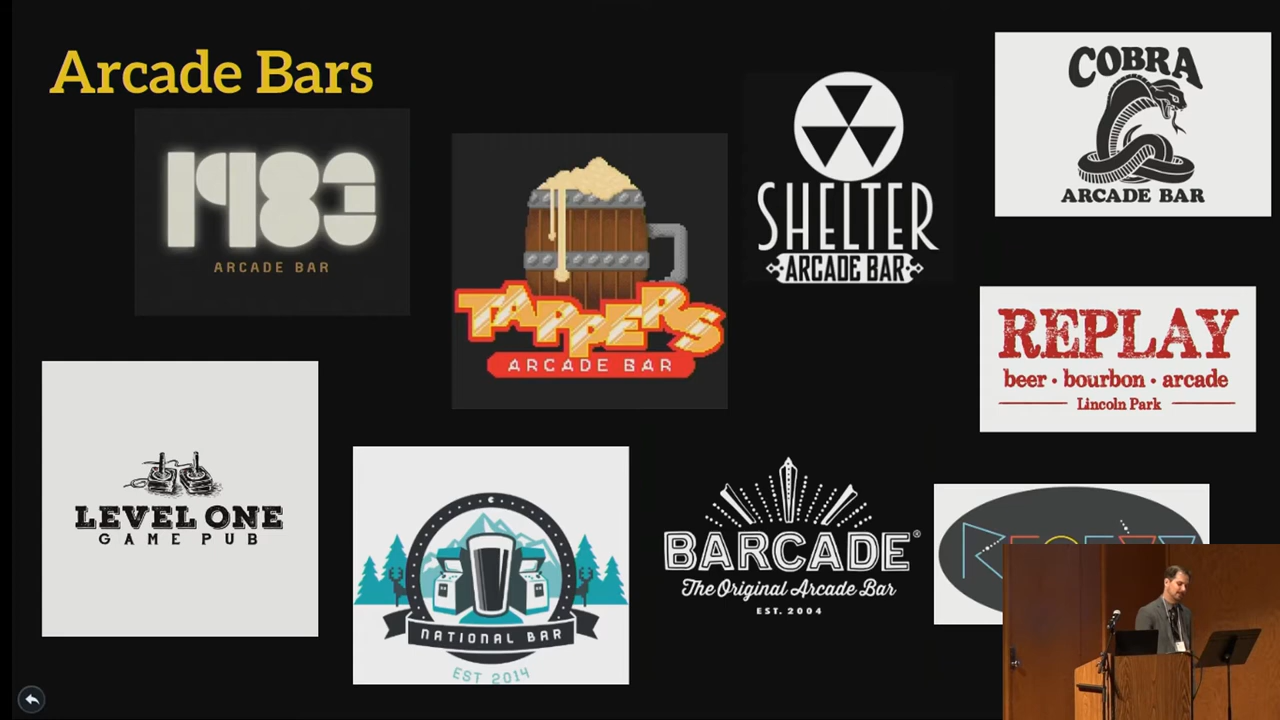 Arcade Bars
1983
ARCADE BAR
TAPPERS
ARCADE BAR
SHELTER
ARCADE BAR
COBRA
ARCADE BAR
REPLAY
beer · bourbon · arcade
Lincoln Park
LEVEL ONE
GAME PUB
NATIONAL BAR
EST 2014
BARCADE®
The Original Arcade Bar
EST. 2004